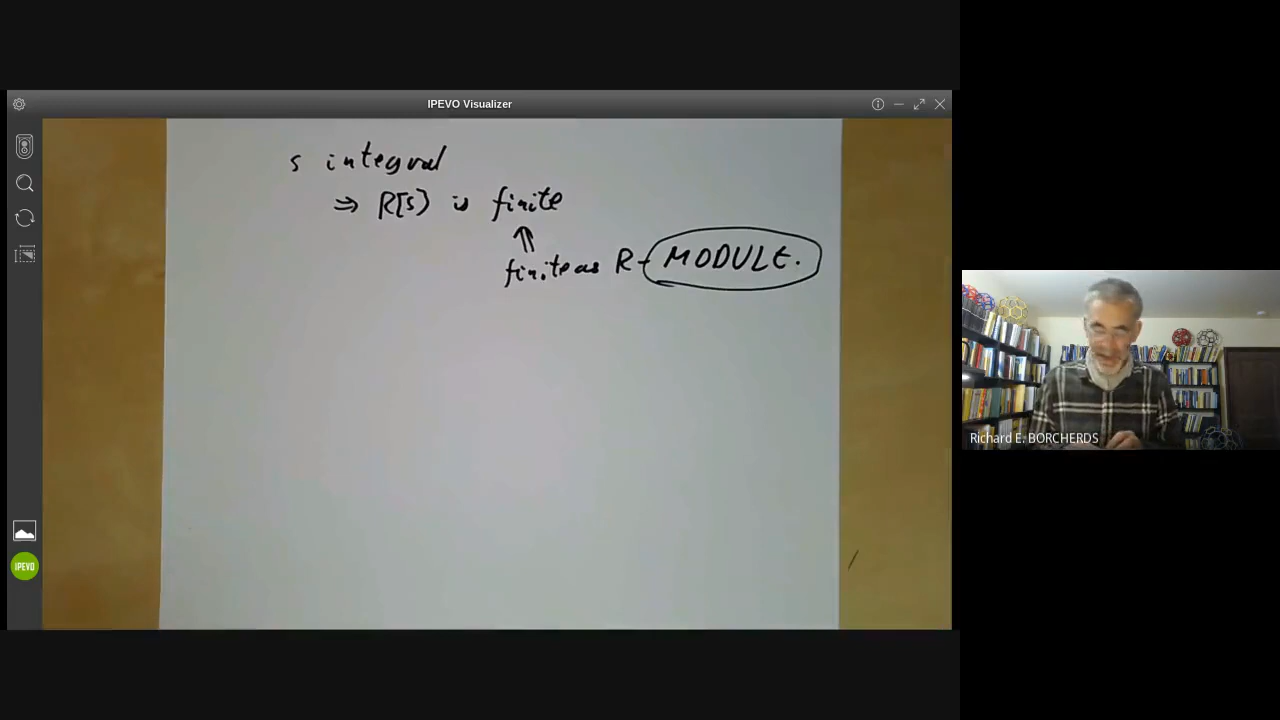 IPEVO Visualizer
s integral
⇒ R[s] is finite
⇑
finite as R-MODULE.
IPEVO
Richard E. BORCHERDS